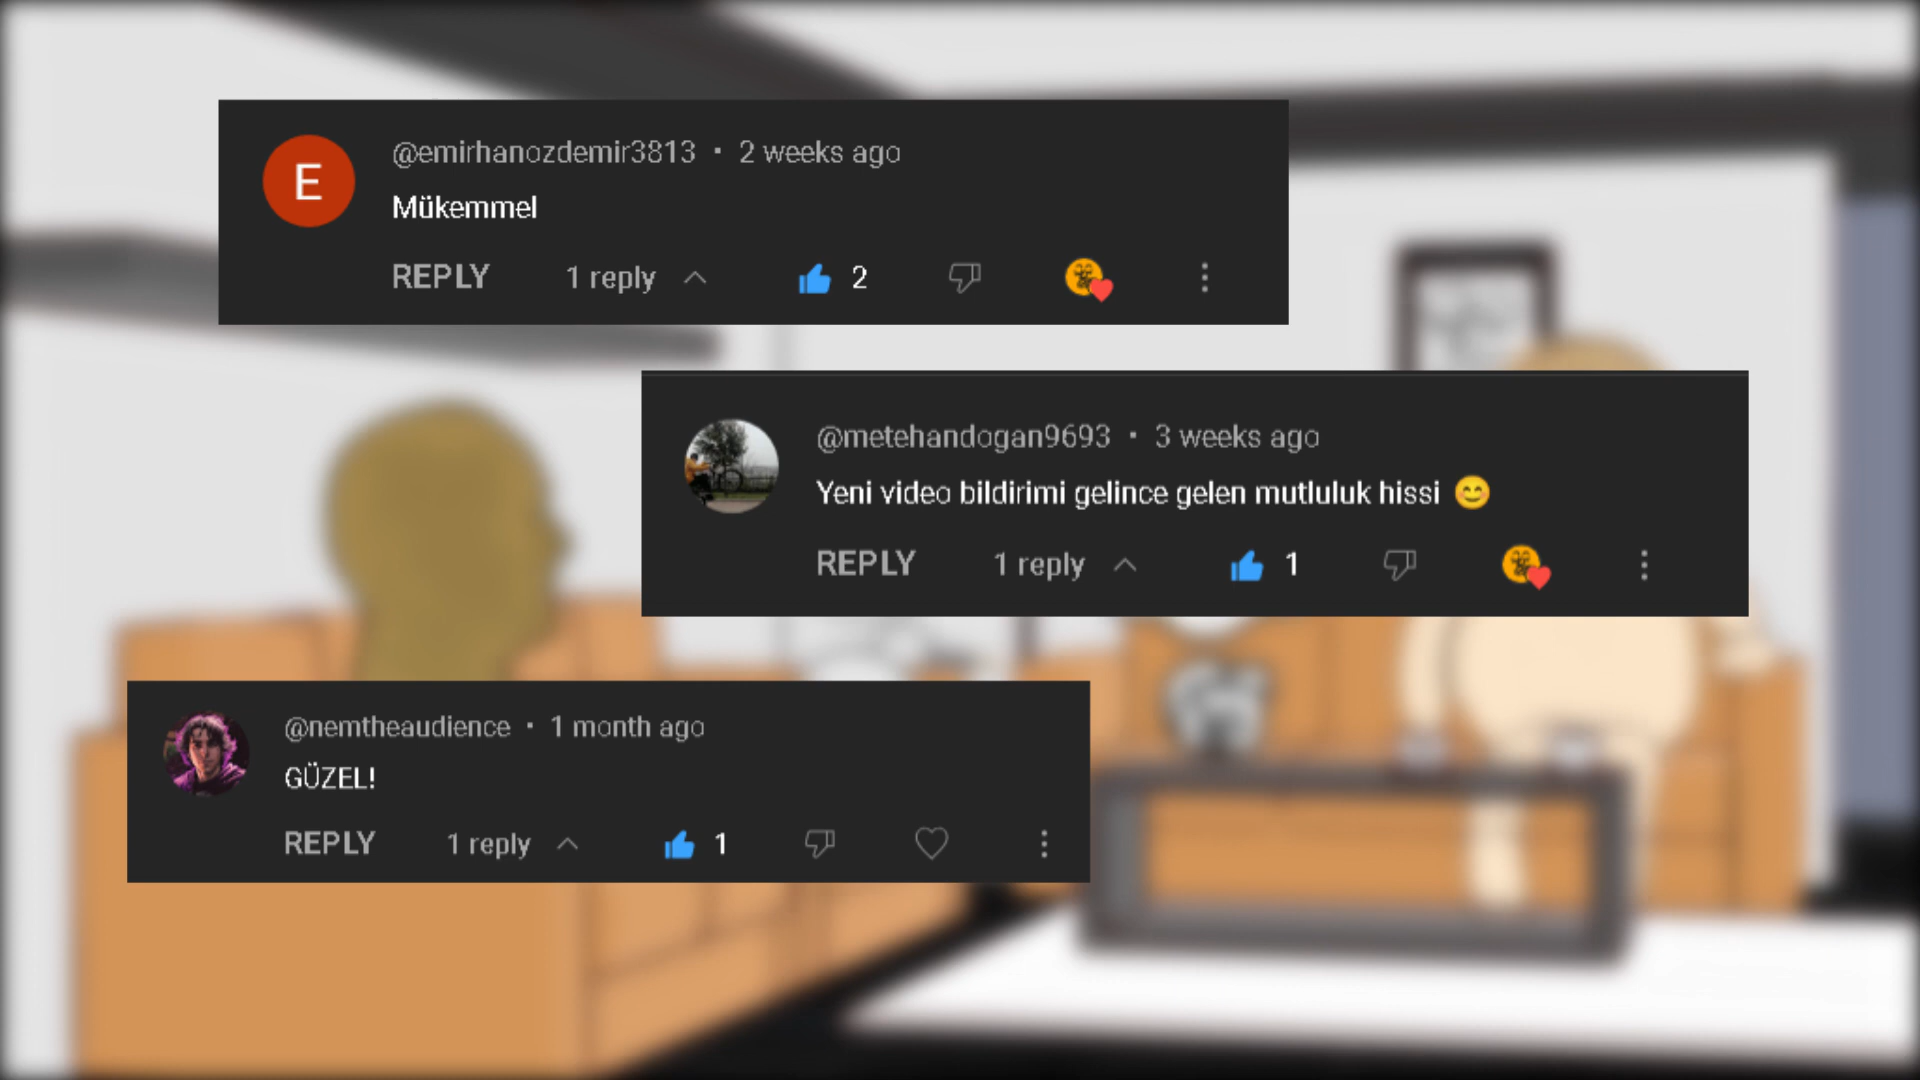 E
@emirhanozdemir3813 · 2 weeks ago
Mükemmel
REPLY 1 reply 2
@metehandogan9693 · 3 weeks ago
Yeni video bildirimi gelince gelen mutluluk hissi 😊
REPLY 1 reply 1
@nemtheaudience · 1 month ago
GÜZEL!
REPLY 1 reply 1